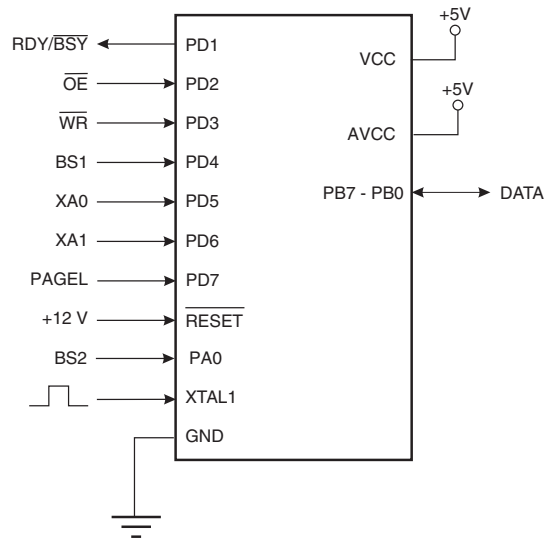 RDY/BSY PD1
OE PD2
WR PD3
BS1 PD4
XA0 PD5
XA1 PD6
PAGEL PD7
+12 V RESET
BS2 PA0
XTAL1
GND
+5V
VCC
+5V
AVCC
PB7 - PB0 DATA